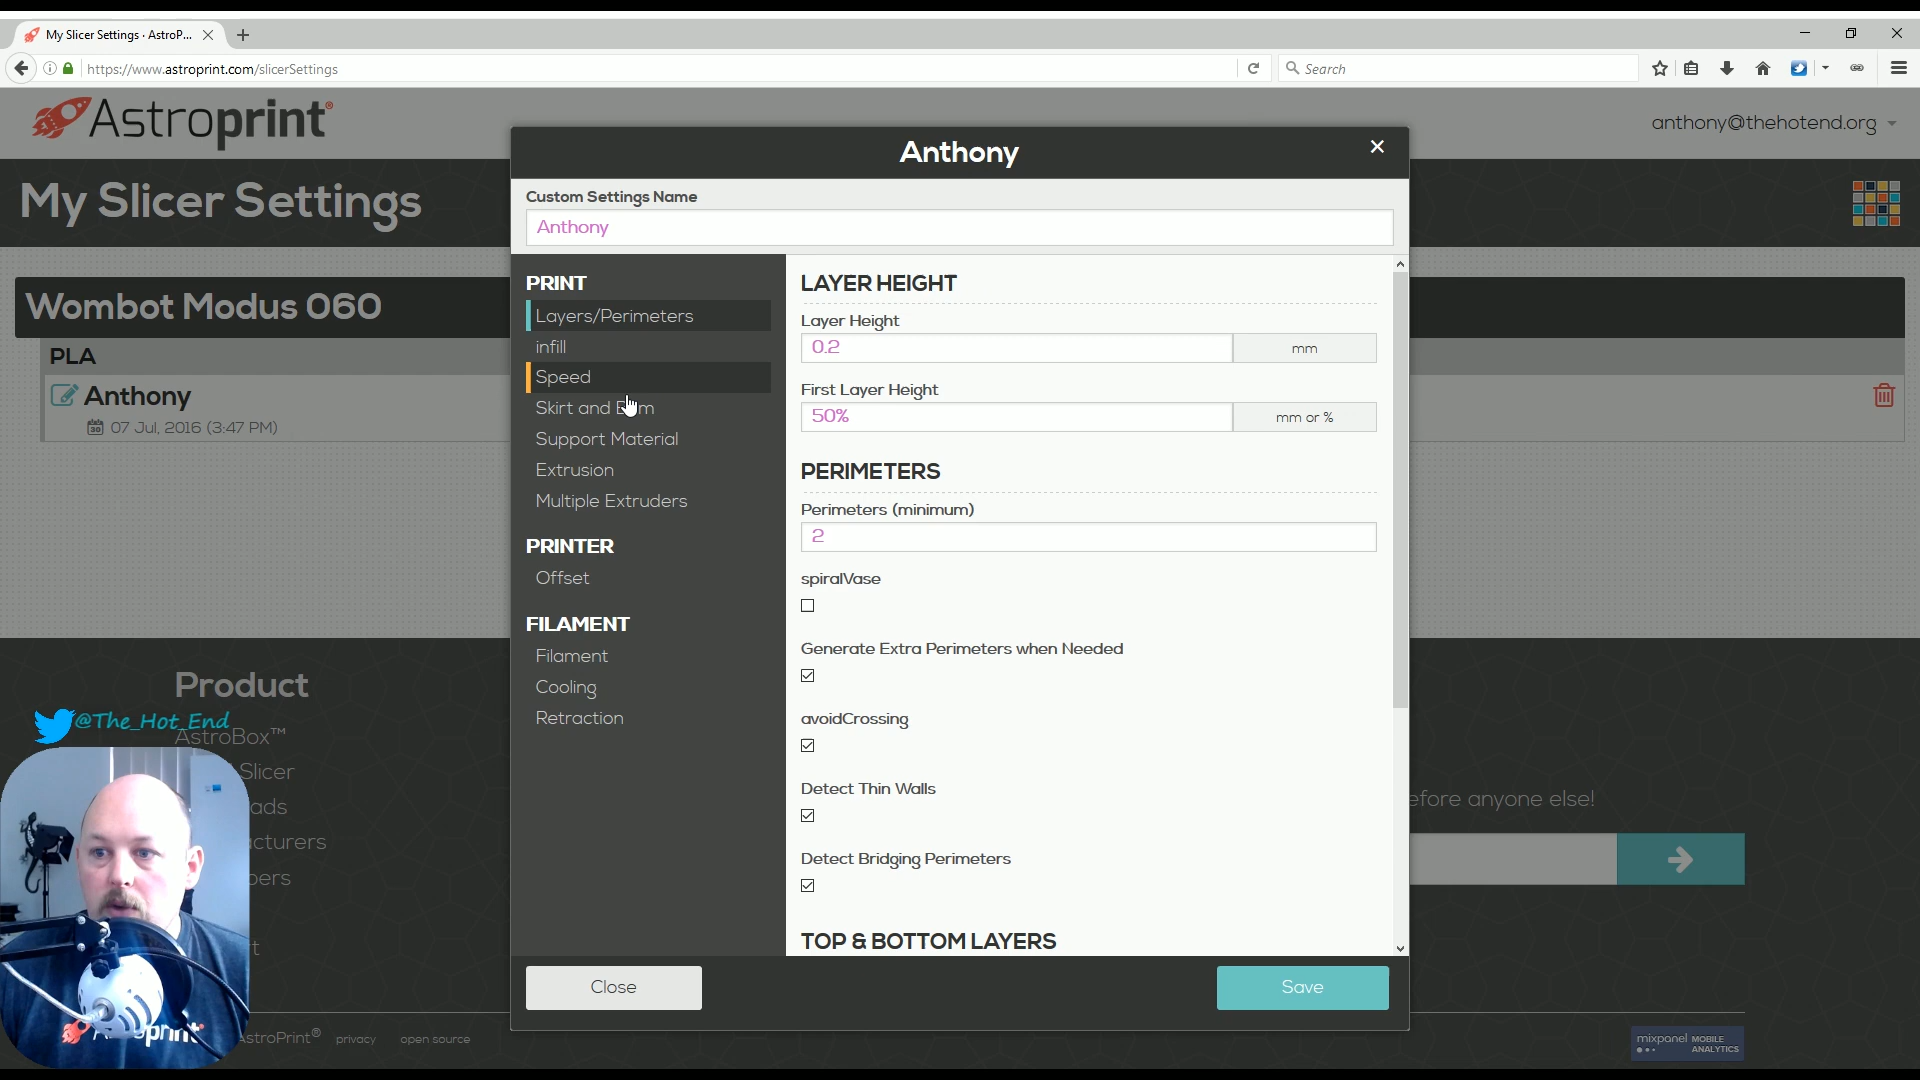 My Slicer Settings · AstroP...
https://www.astroprint.com/slicerSettings
Search
Astroprint®
anthony@thehotend.org
My Slicer Settings
Wombot Modus 060
PLA
Anthony
07 Jul, 2016 (3:47 PM)
Anthony
Custom Settings Name
Anthony
PRINT
Layers/Perimeters
infill
Speed
Skirt and
Support Material
Extrusion
Multiple Extruders
PRINTER
Offset
FILAMENT
Filament
Cooling
Retraction
LAYER HEIGHT
Layer Height
0.2
mm
First Layer Height
50%
mm or %
PERIMETERS
Perimeters (minimum)
2
spiralVase
Generate Extra Perimeters when Needed
avoidCrossing
Detect Thin Walls
Detect Bridging Perimeters
TOP & BOTTOM LAYERS
Close
Save
Product
@The_Hot_End
AstroBox™
Slicer
efore anyone else!
AstroPrint®
privacy
open source
mixpanel MOBILE
ANALYTICS